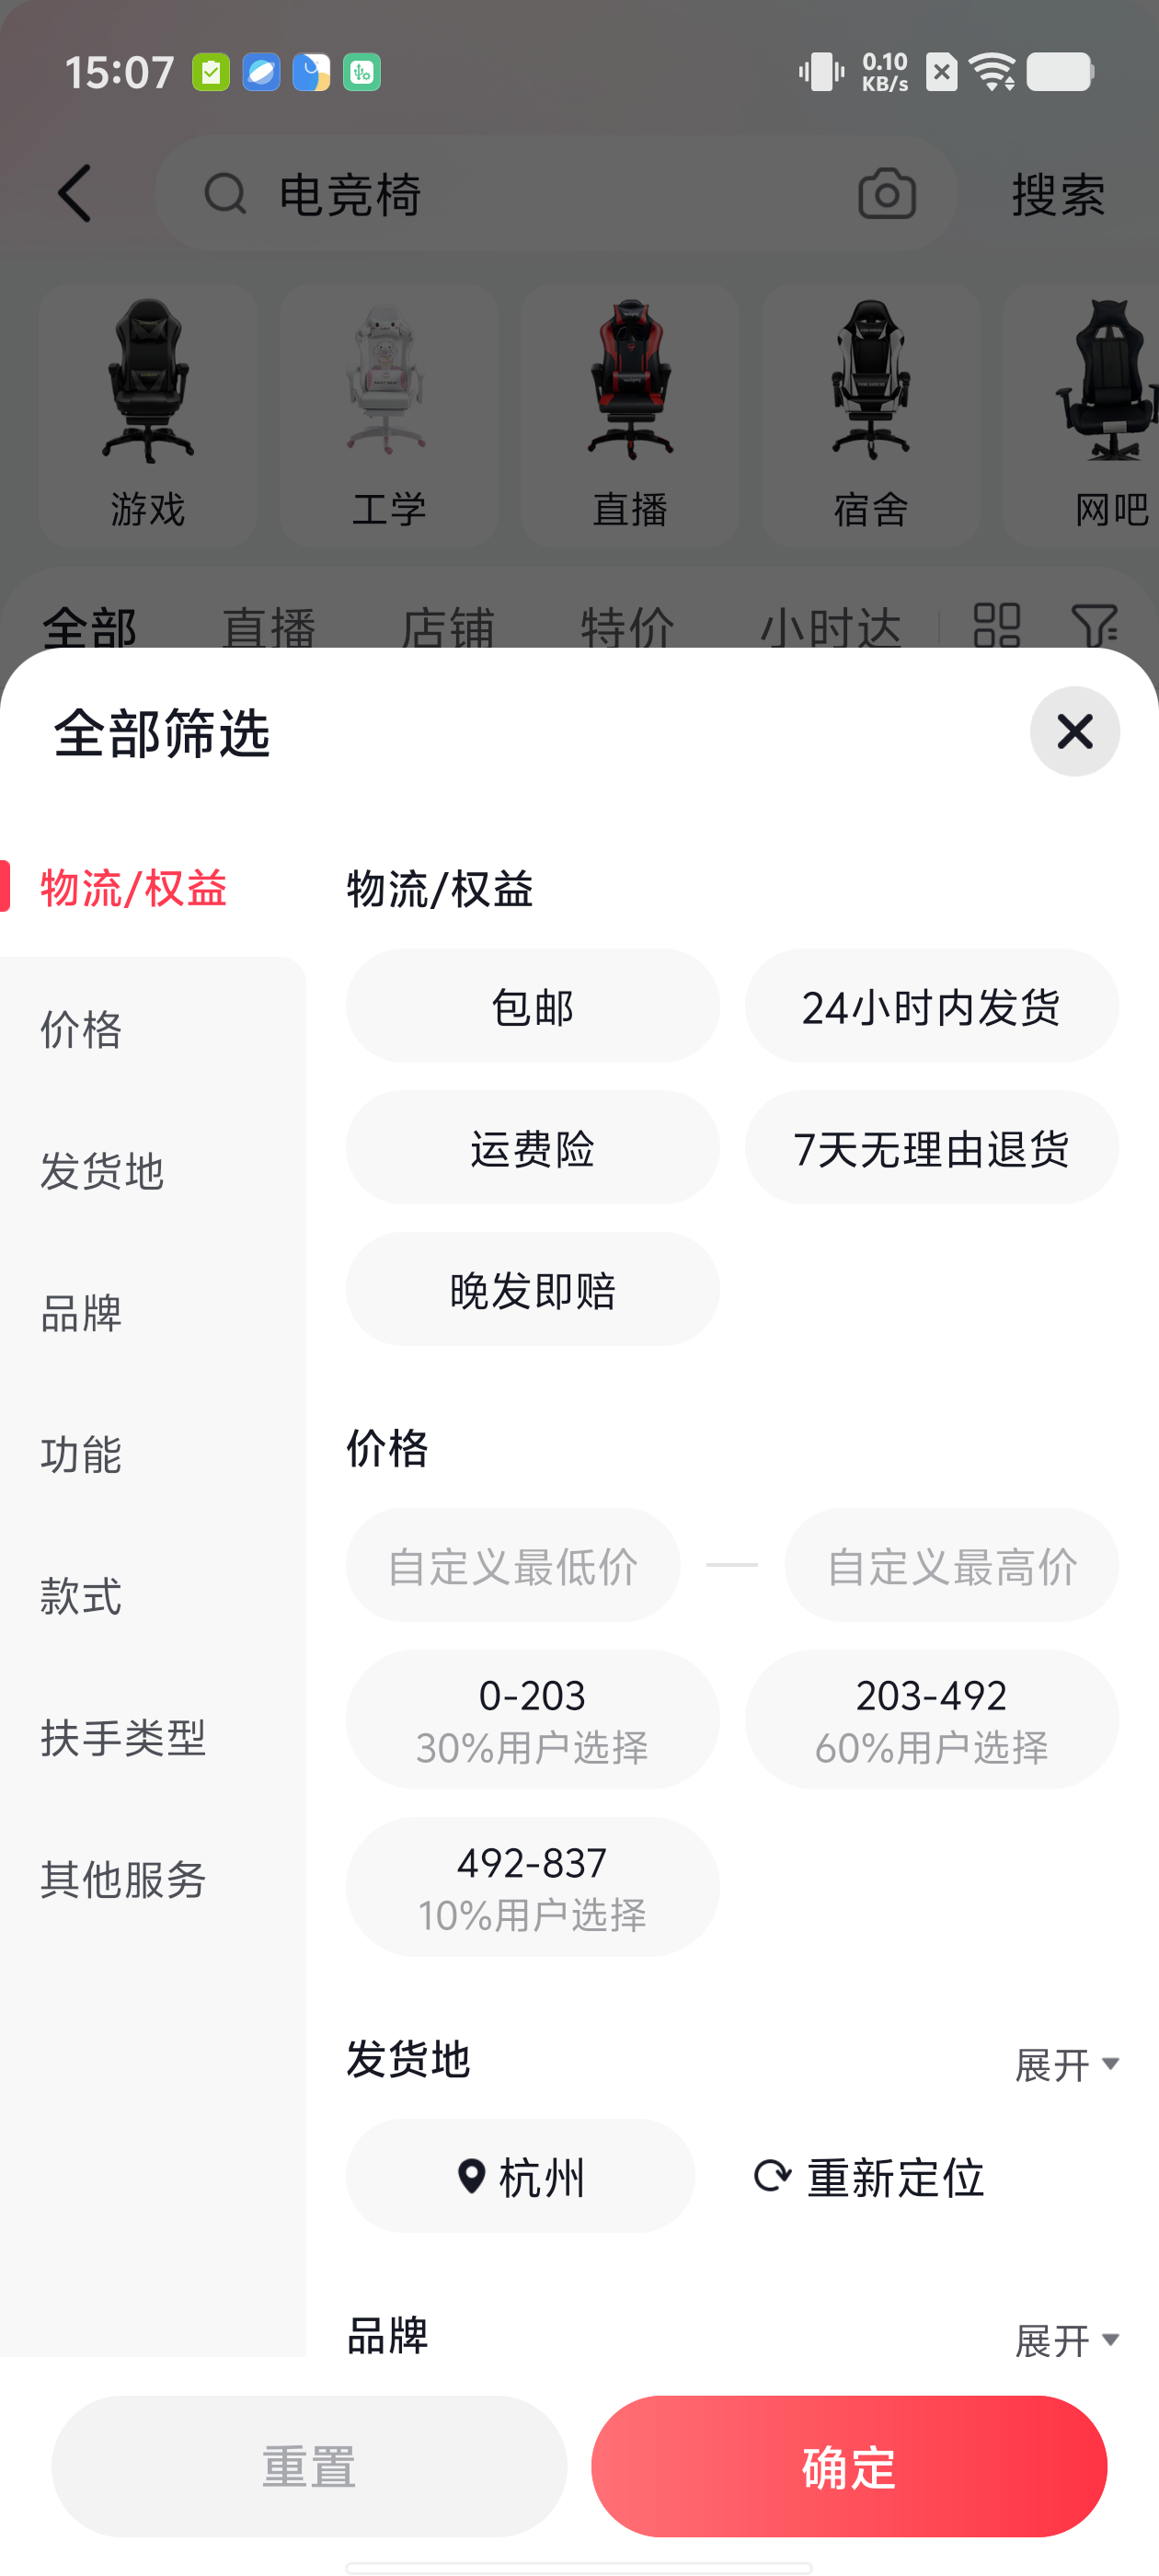 15:07
0.10
KB/s
电竞椅
搜索
游戏
工学
直播
宿舍
网吧
全部
直播
店铺
特价
小时达
全部筛选
物流/权益
价格
发货地
品牌
功能
款式
扶手类型
其他服务
物流/权益
包邮
24小时内发货
运费险
7天无理由退货
晚发即赔
价格
自定义最低价
自定义最高价
0-203
30%用户选择
203-492
60%用户选择
492-837
10%用户选择
发货地
展开
杭州
重新定位
品牌
展开
重置
确定